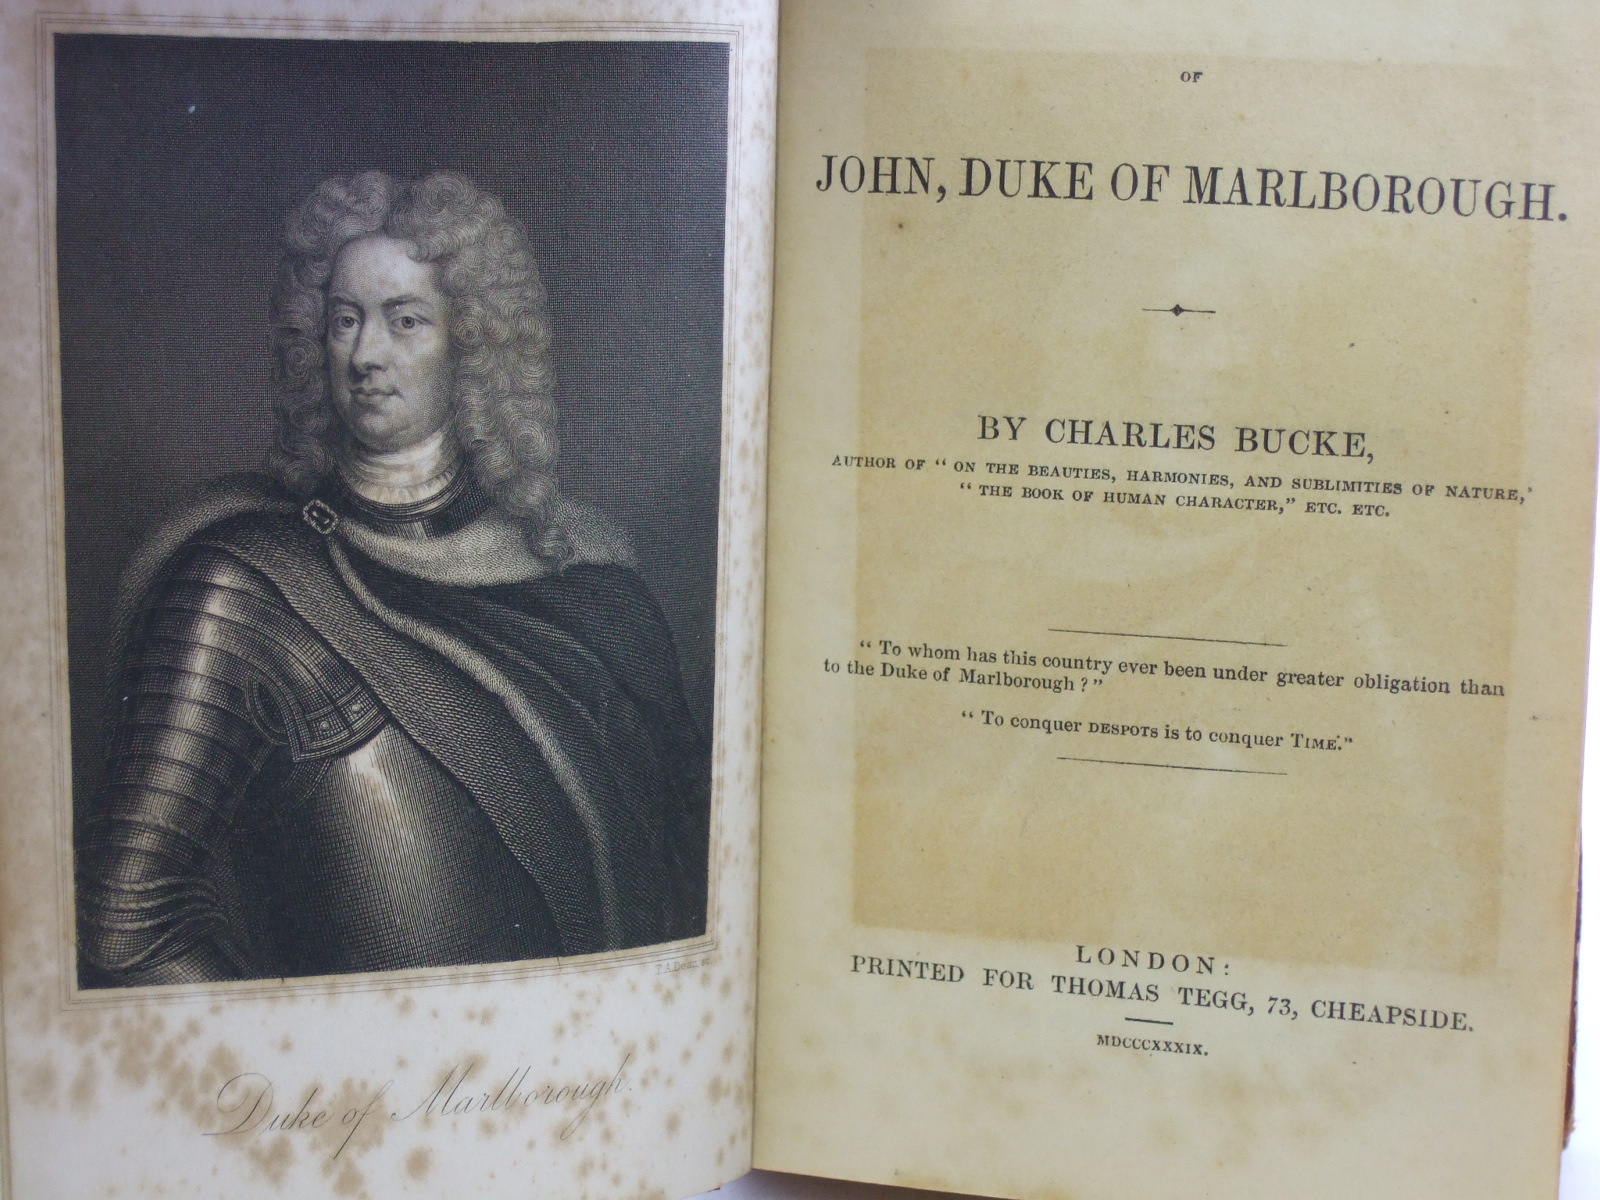 T.A.Dean sc.
Duke of Marlborough.
OF
JOHN, DUKE OF MARLBOROUGH.
BY CHARLES BUCKE,
AUTHOR OF “ ON THE BEAUTIES, HARMONIES, AND SUBLIMITIES OF NATURE,’
“ THE BOOK OF HUMAN CHARACTER,” ETC. ETC.
“ To whom has this country ever been under greater obligation than
to the Duke of Marlborough ? ”
“ To conquer DESPOTS is to conquer TIME.”
LONDON:
PRINTED FOR THOMAS TEGG, 73, CHEAPSIDE.
MDCCCXXXIX.